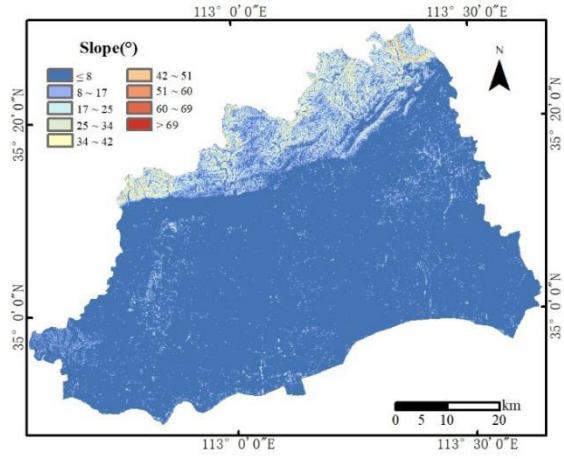 113° 0′ 0″E
113° 30′ 0″E
Slope(°)
≤ 8
8 ~ 17
17 ~ 25
25 ~ 34
34 ~ 42
42 ~ 51
51 ~ 60
60 ~ 69
> 69
N
35° 20′ 0″N
35° 20′ 0″N
35° 0′ 0″N
35° 0′ 0″N
km
0 5 10 20
113° 0′ 0″E
113° 30′ 0″E